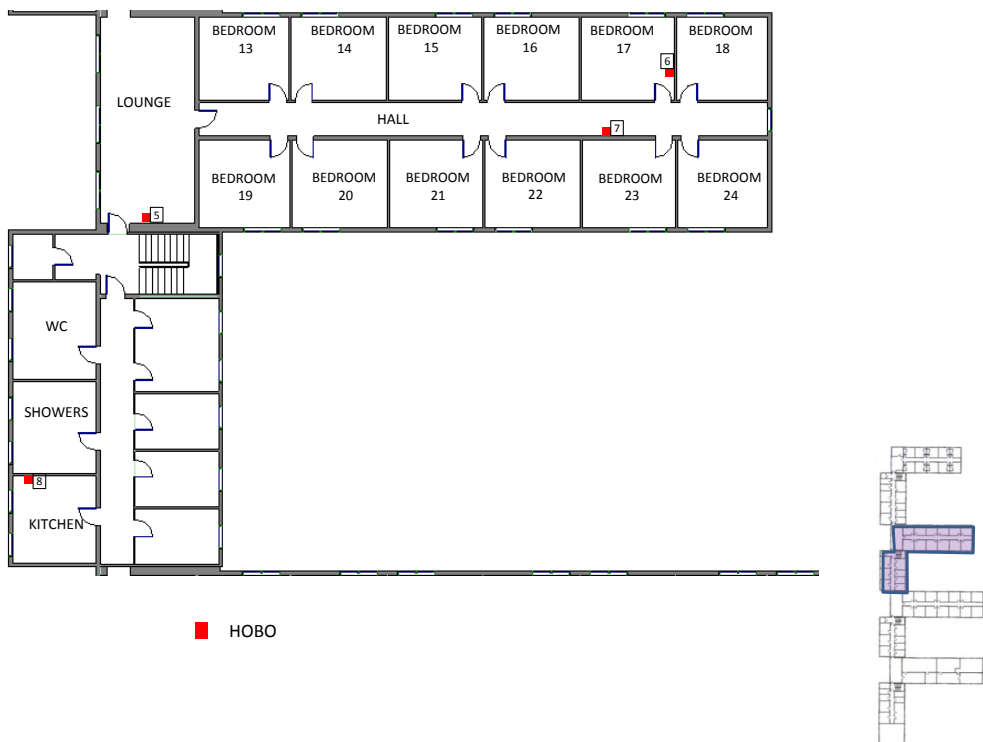 BEDROOM
13
BEDROOM
14
BEDROOM
15
BEDROOM
16
BEDROOM
17
BEDROOM
18
6
LOUNGE
HALL
7
BEDROOM
19
BEDROOM
20
BEDROOM
21
BEDROOM
22
BEDROOM
23
BEDROOM
24
5
WC
SHOWERS
8
KITCHEN
HOBO